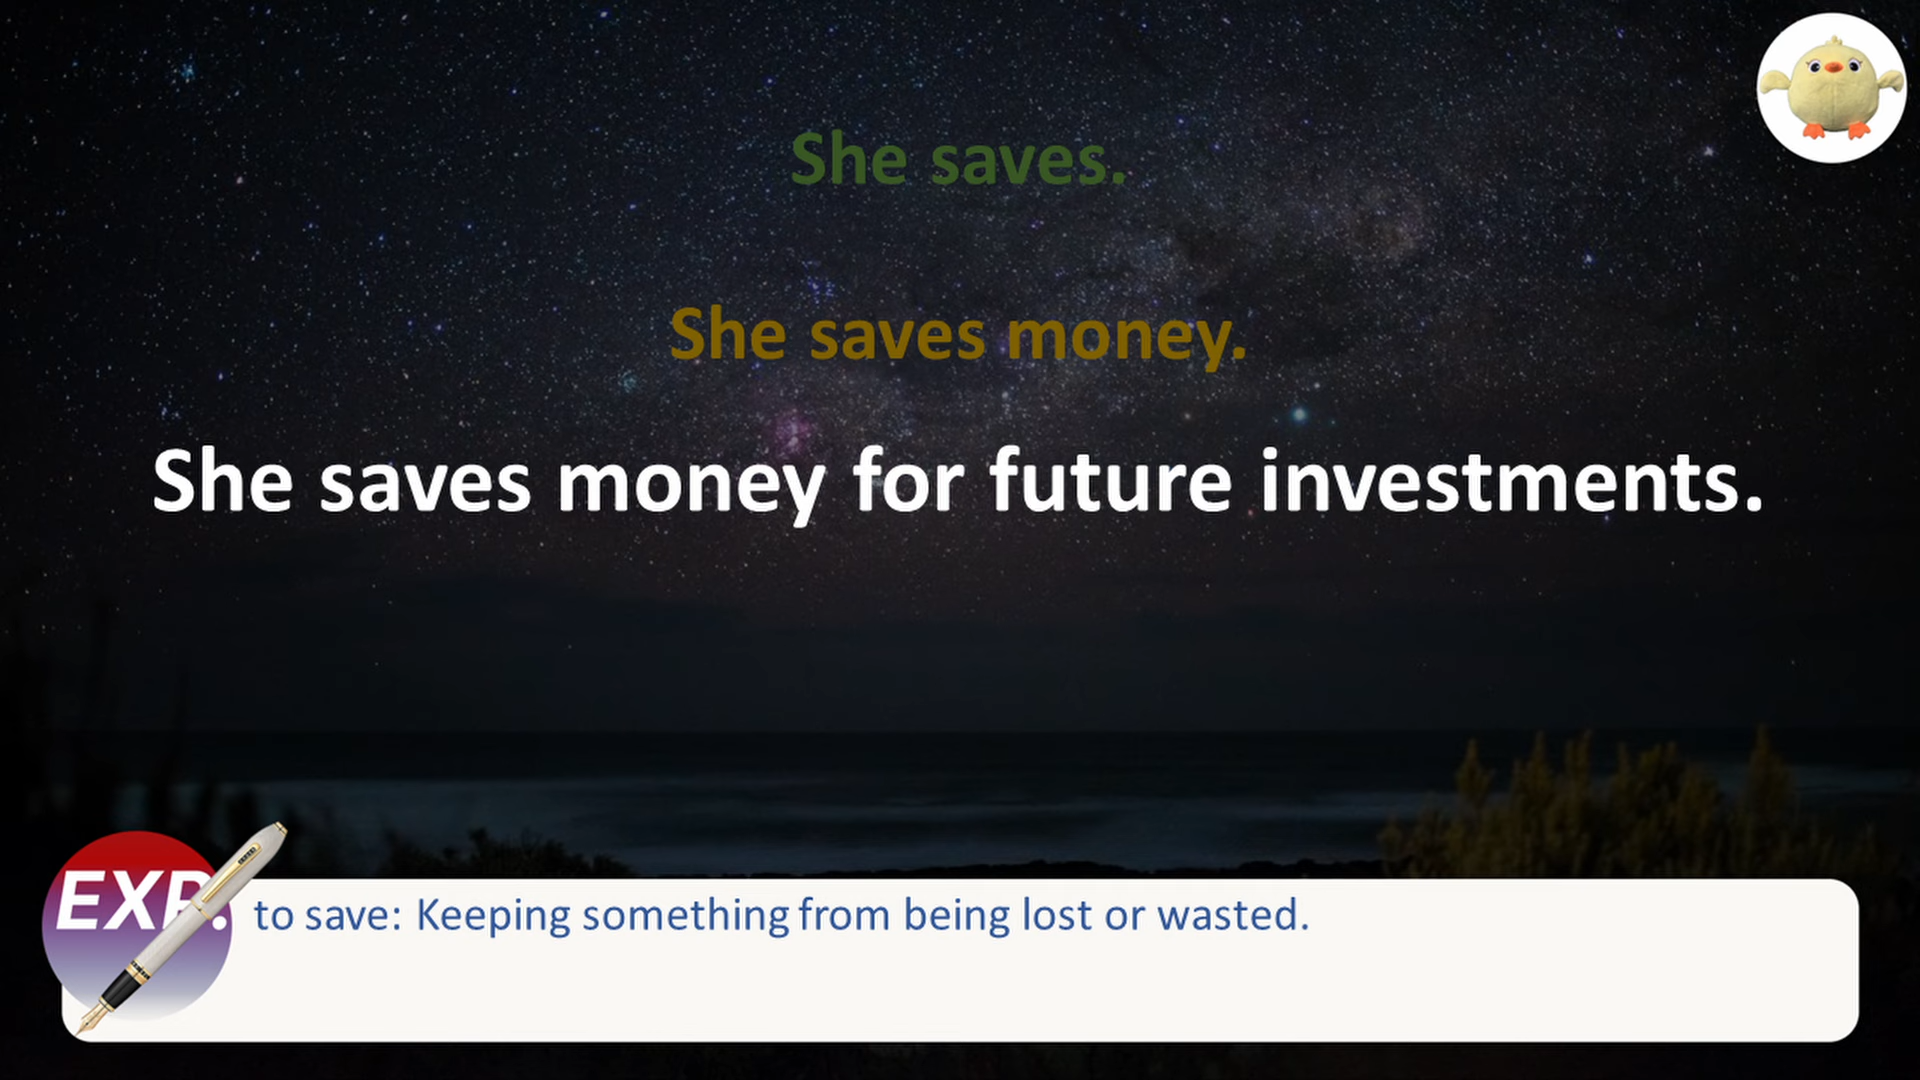 She saves.
She saves money.
She saves money for future investments.
EXP.
to save: Keeping something from being lost or wasted.